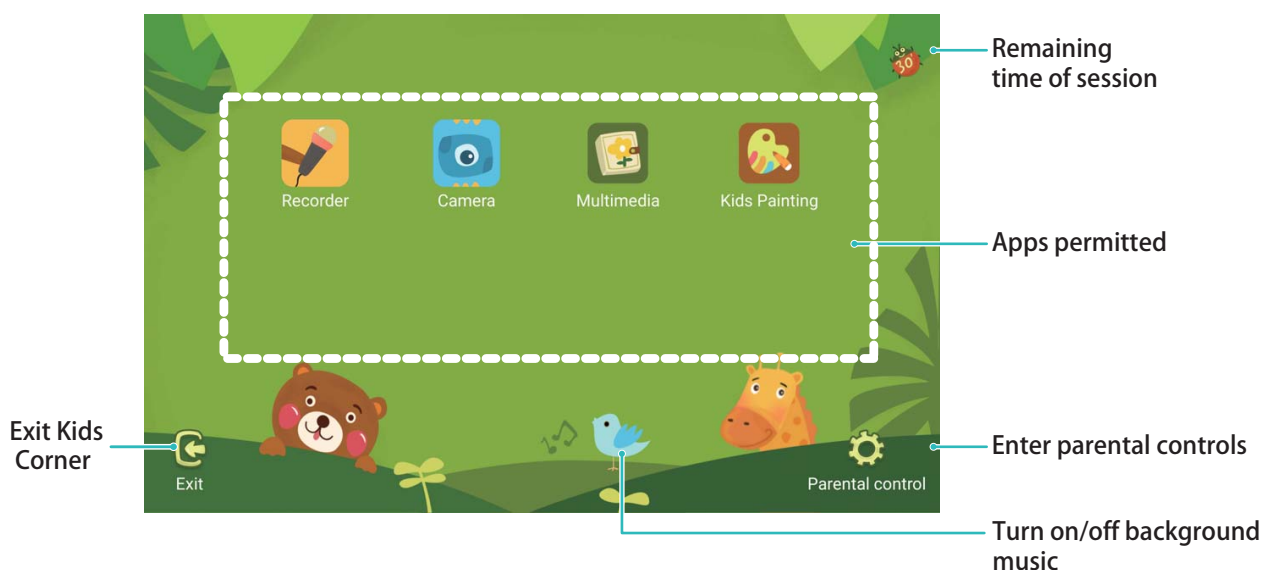 Remaining
time of session
30
Recorder
Camera
Multimedia
Kids Painting
Apps permitted
Exit Kids
Corner
Exit
Enter parental controls
Parental control
Turn on/off background
music